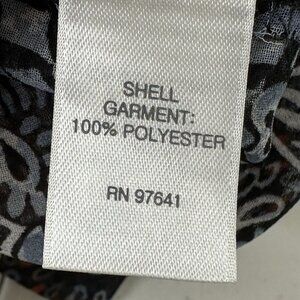 SHELL
GARMENT:
100% POLYESTER
RN 97641